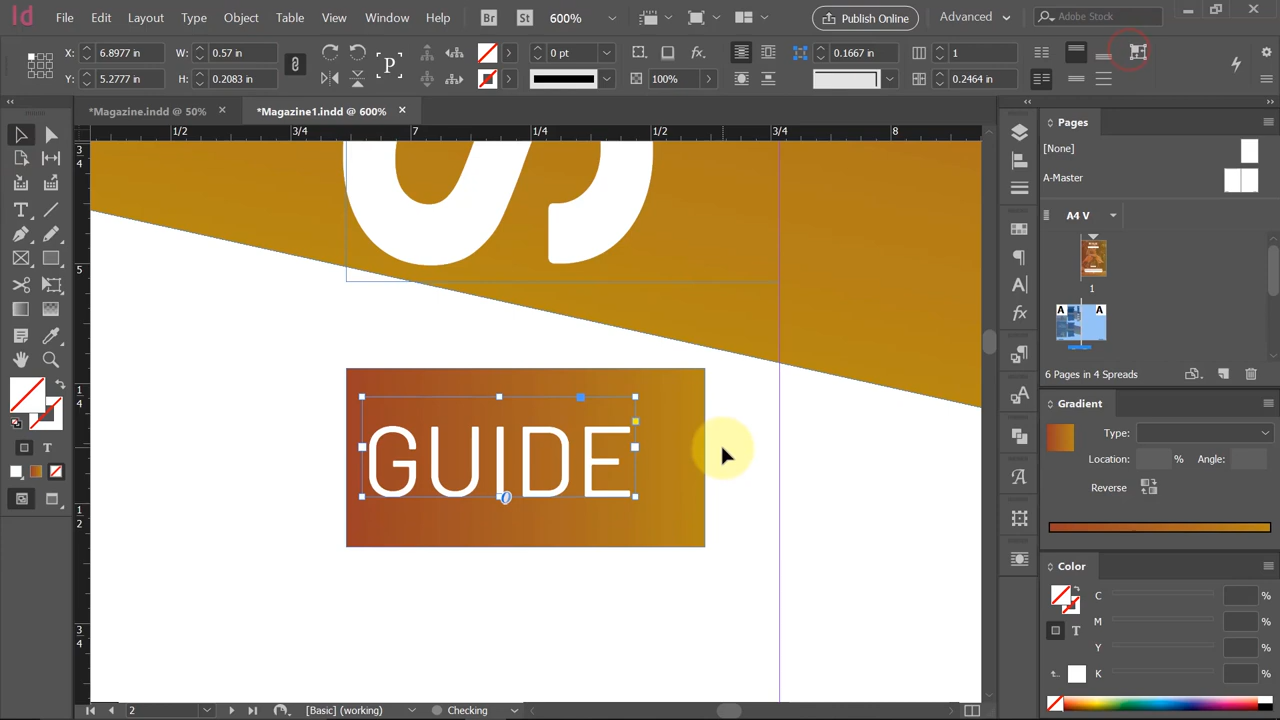 Id File Edit Layout Type Object Table View Window Help Br St 600% Publish Online Advanced Adobe Stock
X: 6.8977 in W: 0.57 in P fx. 0 pt 0.1667 in 1
Y: 5.2777 in H: 0.2083 in 100% 0.2464 in
*Magazine.indd @ 50% *Magazine1.indd @ 600%
1/2 3/4 7 1/4 1/2 3/4 8
Pages
[None]
A-Master
A4 V
1
A A
6 Pages in 4 Spreads
Gradient
Type:
Location: % Angle:
Reverse
Color
C %
M %
Y %
K %
T
03
GUIDE
2 [Basic] (working) Checking